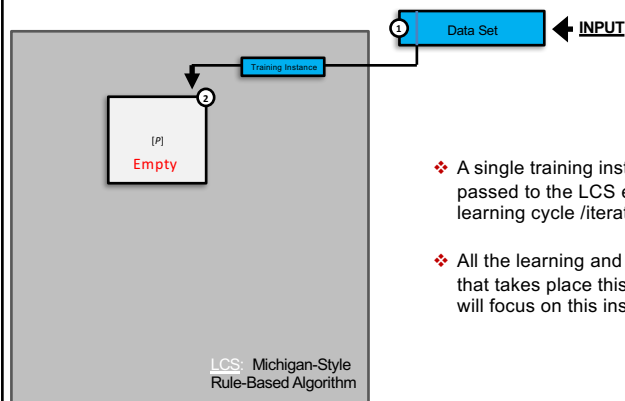 1
Data Set
INPUT
Training Instance
2
[P]
Empty
❖ A single training inst
passed to the LCS e
learning cycle /iterat
❖ All the learning and
that takes place this
will focus on this ins
LCS: Michigan-Style
Rule-Based Algorithm